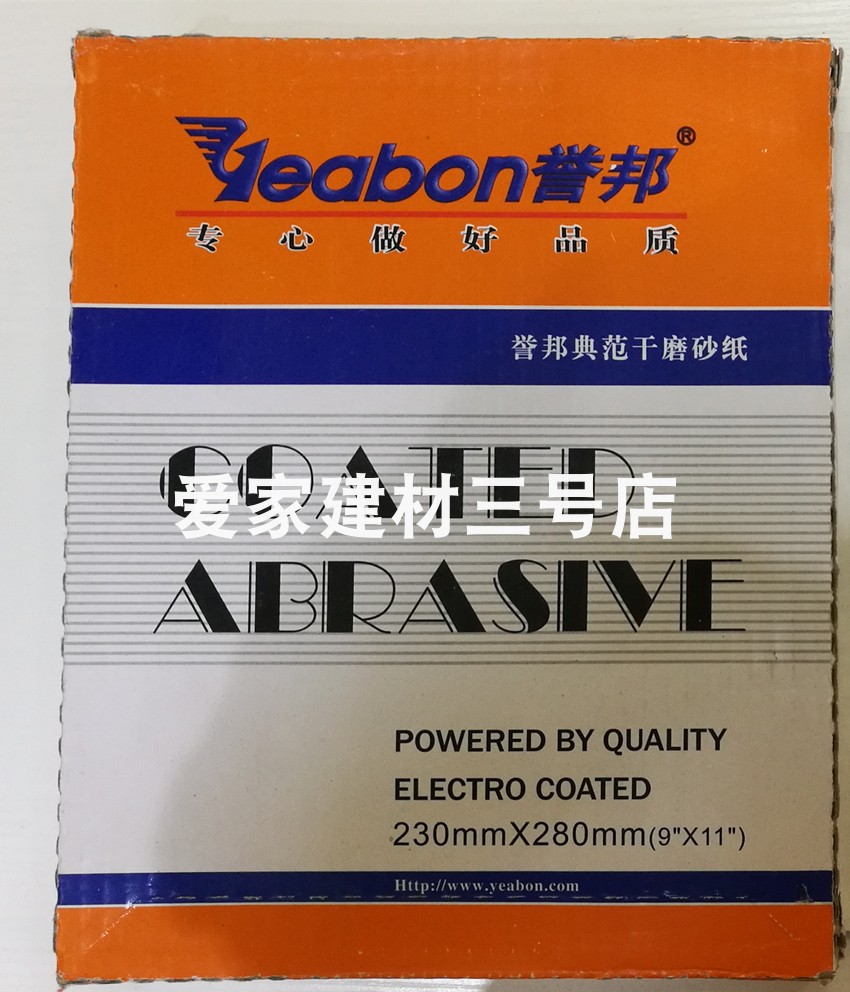 Yeabon誉邦®
专心做好品质
誉邦典范干磨砂纸
COATED
爱家建材三号店
ABRASIVE
POWERED BY QUALITY
ELECTRO COATED
230mmX280mm(9"X11")
Http://www.yeabon.com